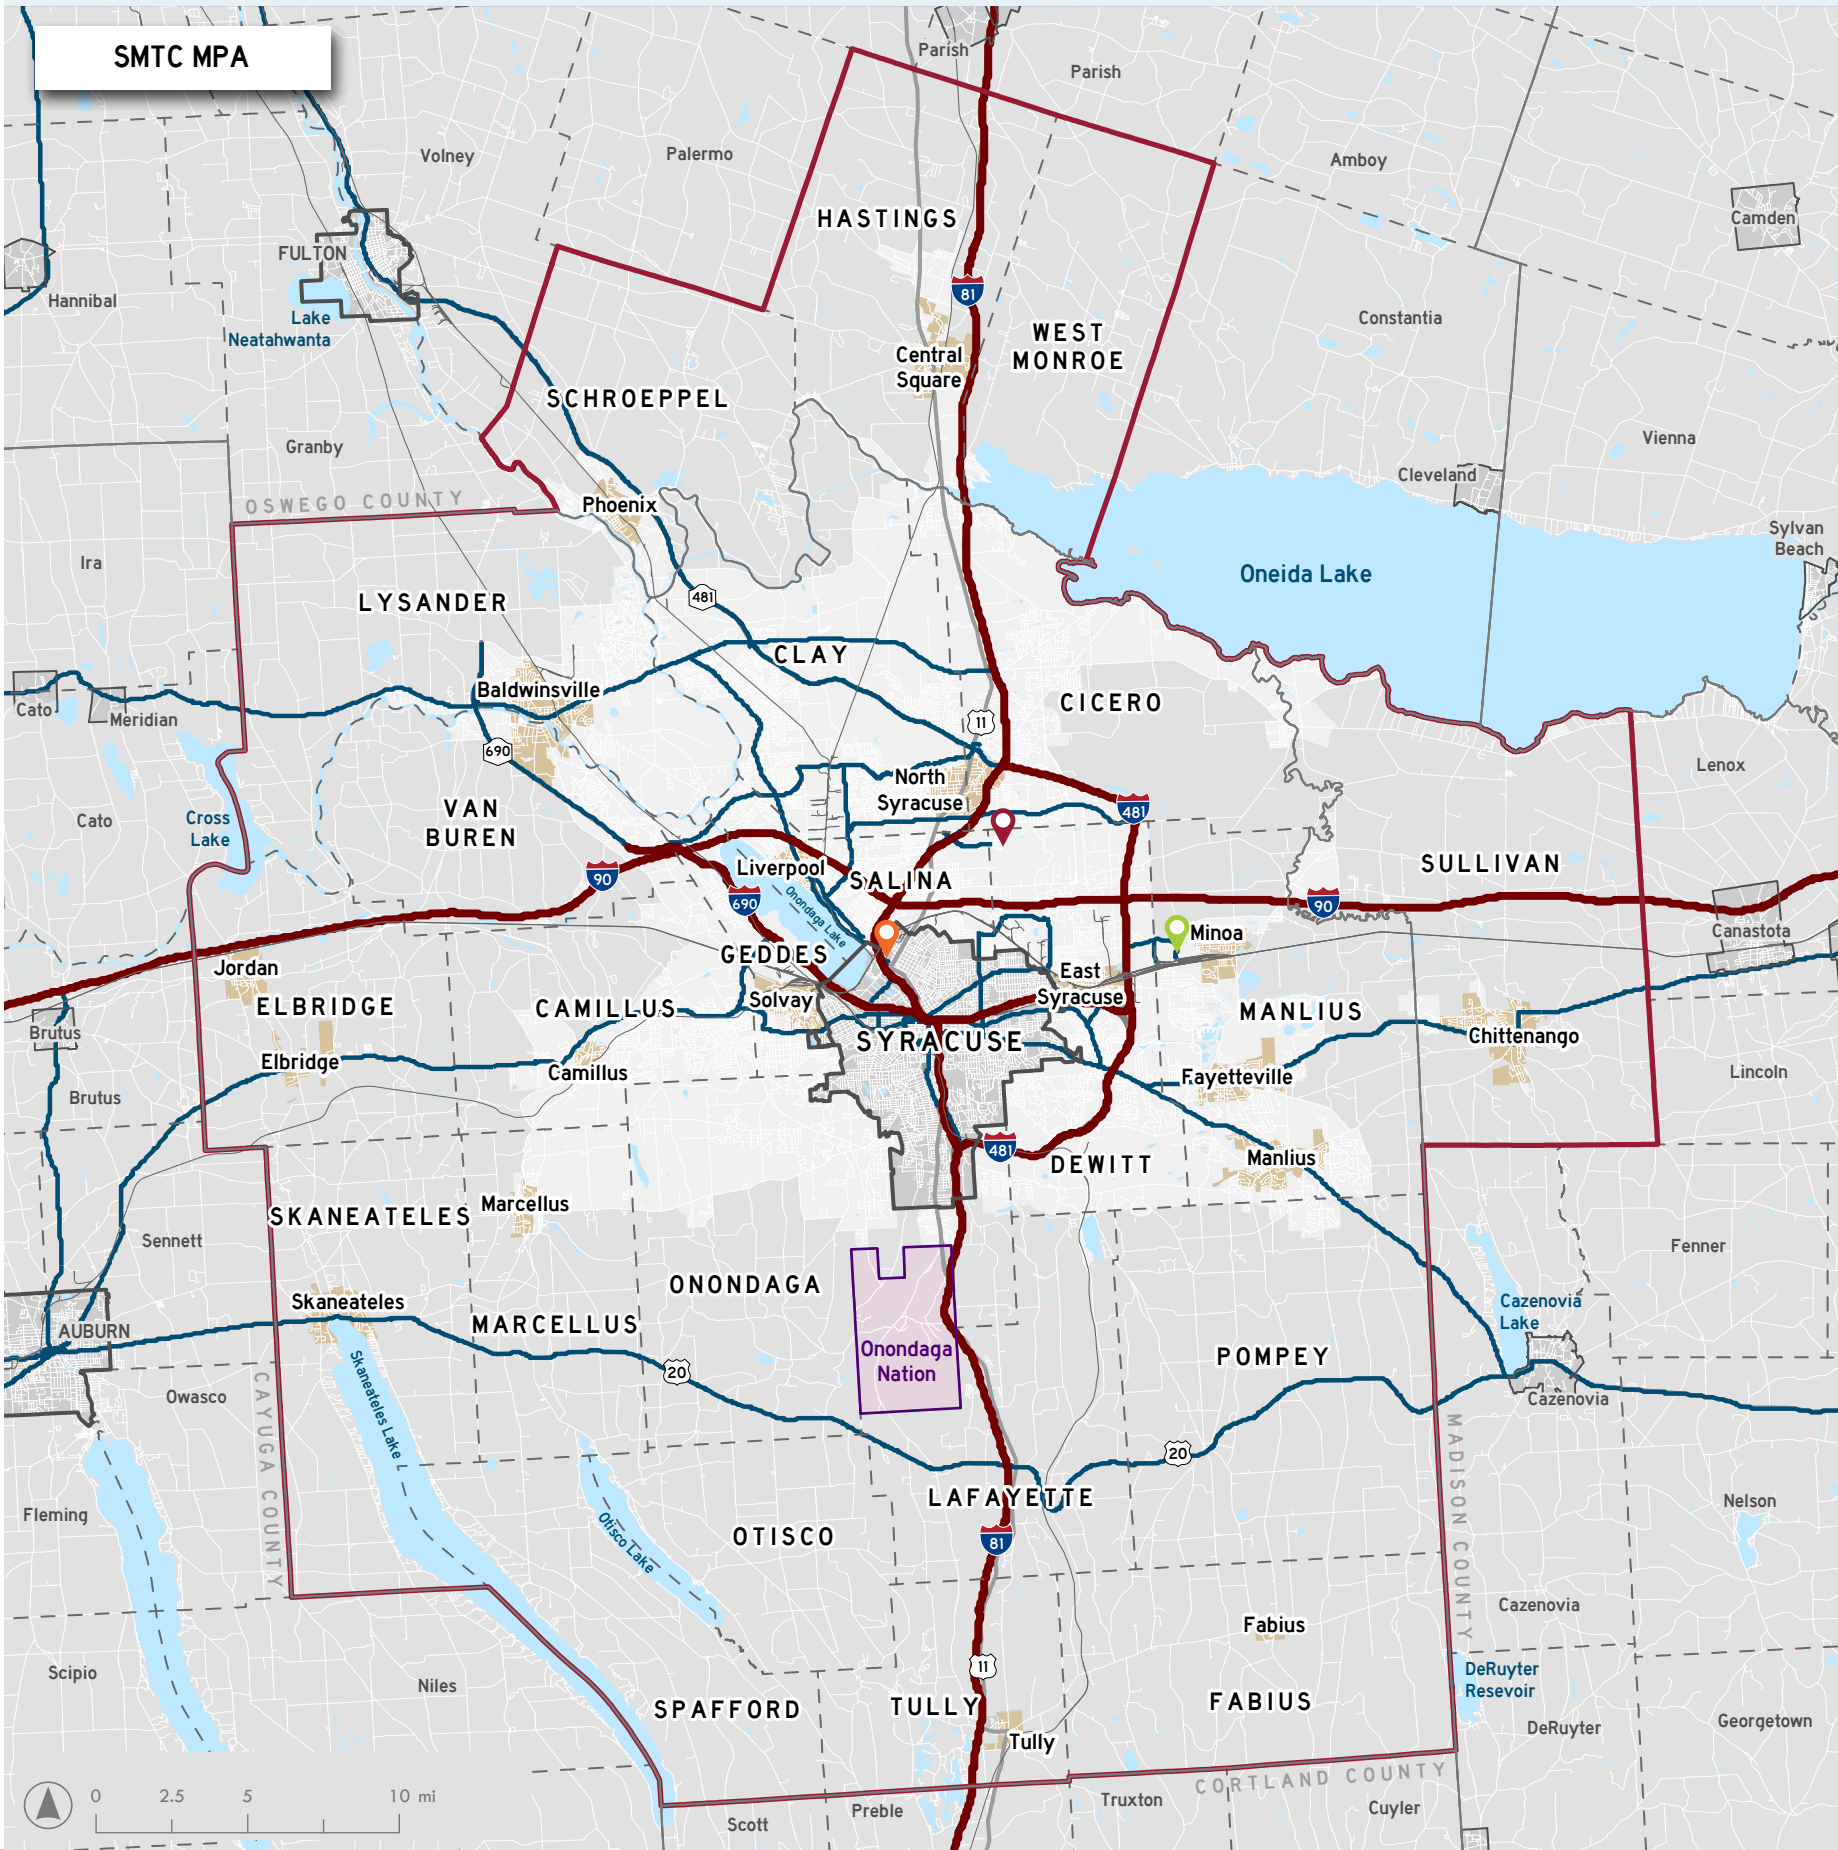 SMTC MPA
Parish
Parish
Volney
Palermo
Amboy
HASTINGS
Camden
FULTON
Hannibal
81
Lake
Neatahwanta
Constantia
WEST
MONROE
Central
Square
SCHROEPPEL
Granby
Vienna
Cleveland
OSWEGO COUNTY
Phoenix
Sylvan
Beach
Ira
Oneida Lake
LYSANDER
481
CLAY
Baldwinsville
CICERO
Cato
Meridian
11
690
Lenox
North
Syracuse
VAN
BUREN
481
Cato
Cross
Lake
Liverpool
SALINA
SULLIVAN
90
690
90
Onondaga Lake
Minoa
Canastota
GEDDES
Jordan
East
Syracuse
Solvay
ELBRIDGE
CAMILLUS
MANLIUS
Brutus
SYRACUSE
Chittenango
Elbridge
Camillus
Fayetteville
Lincoln
Brutus
481
DEWITT
Manlius
Marcellus
SKANEATELES
Sennett
Fenner
ONONDAGA
Skaneateles
Cazenovia
Lake
AUBURN
MARCELLUS
Onondaga
Nation
POMPEY
20
Skaneateles Lake
Owasco
Cazenovia
CAYUGA COUNTY
MADISON COUNTY
20
LAFAYETTE
Nelson
Fleming
OTISCO
Otisco Lake
81
Cazenovia
Fabius
Scipio
11
DeRuyter
Resevoir
Niles
SPAFFORD
TULLY
FABIUS
DeRuyter
Georgetown
Tully
CORTLAND COUNTY
0 2.5 5 10 mi
Scott
Preble
Truxton
Cuyler